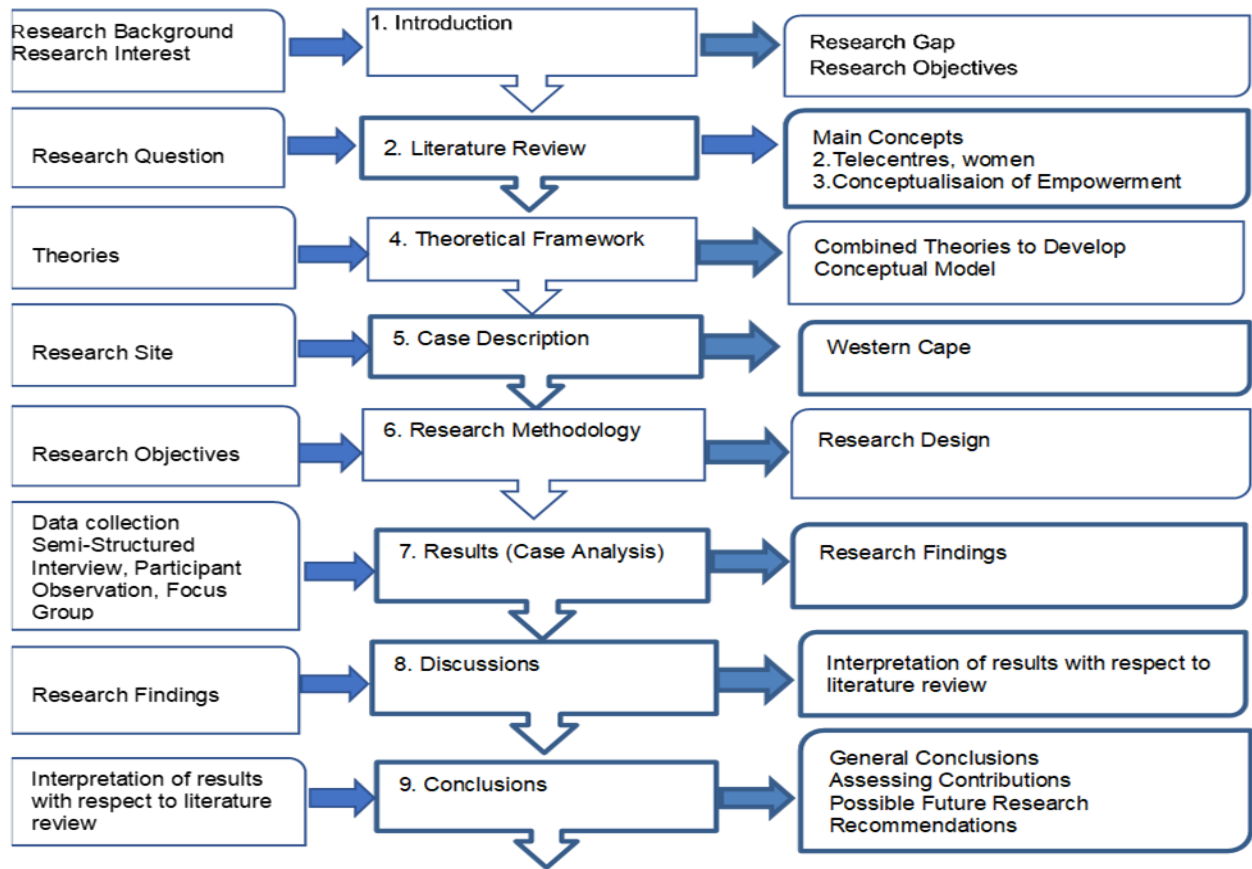 Research Background
Research Interest
1. Introduction
Research Gap
Research Objectives
Research Question
2. Literature Review
Main Concepts
2.Telecentres, women
3.Conceptualisaion of Empowerment
Theories
4. Theoretical Framework
Combined Theories to Develop
Conceptual Model
Research Site
5. Case Description
Western Cape
Research Objectives
6. Research Methodology
Research Design
Data collection
Semi-Structured
Interview, Participant
Observation, Focus
Group
7. Results (Case Analysis)
Research Findings
Research Findings
8. Discussions
Interpretation of results with respect to
literature review
Interpretation of results
with respect to literature
review
9. Conclusions
General Conclusions
Assessing Contributions
Possible Future Research
Recommendations